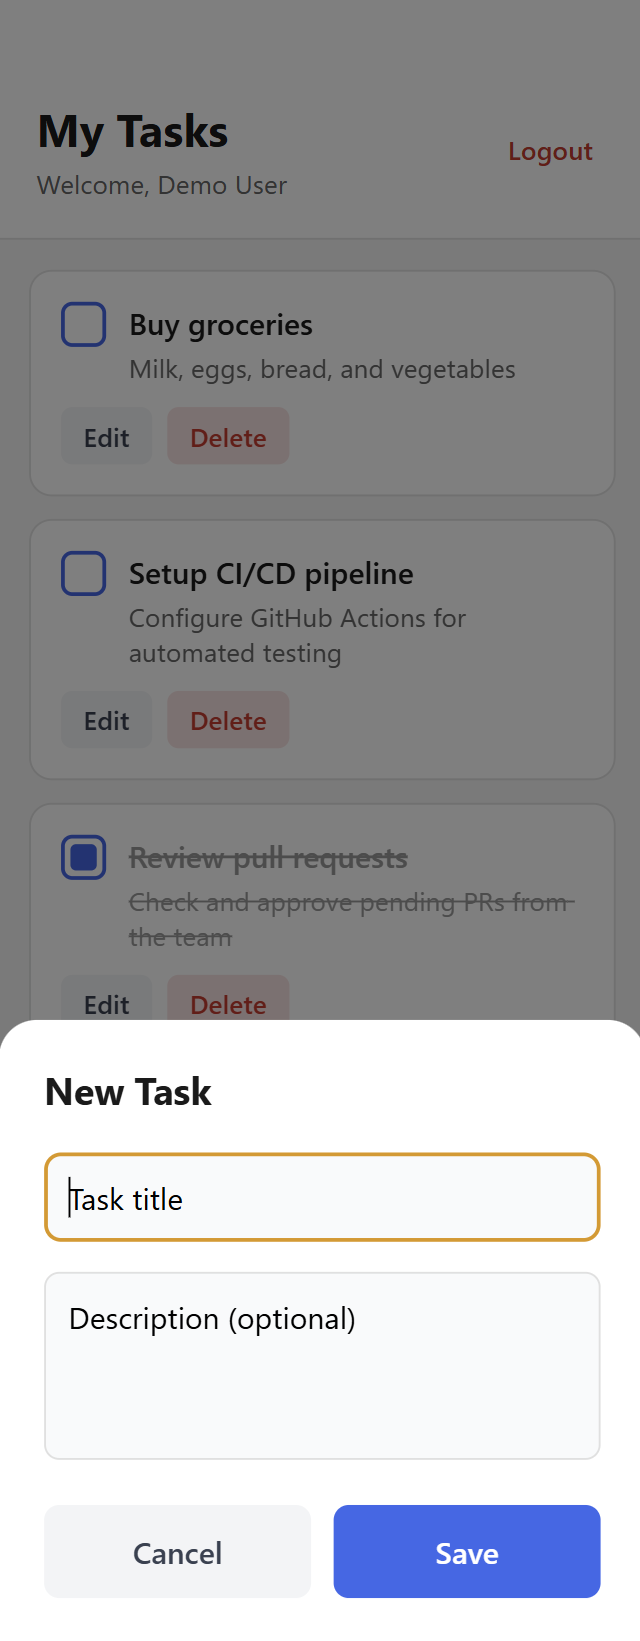 My Tasks
Logout
Welcome, Demo User
Buy groceries
Milk, eggs, bread, and vegetables
Edit
Delete
Setup CI/CD pipeline
Configure GitHub Actions for
automated testing
Edit
Delete
Review pull requests
Check and approve pending PRs from
the team
Edit
Delete
New Task
Task title
Description (optional)
Cancel
Save